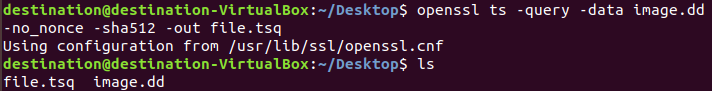 destination@destination-VirtualBox:~/Desktop$ openssl ts -query -data image.dd
-no_nonce -sha512 -out file.tsq
Using configuration from /usr/lib/ssl/openssl.cnf
destination@destination-VirtualBox:~/Desktop$ ls
file.tsq  image.dd